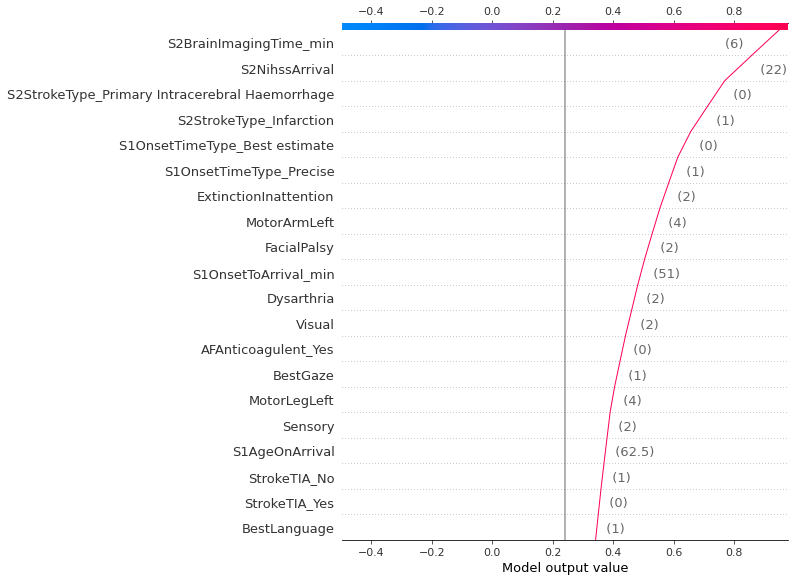 −0.4 −0.2 0.0 0.2 0.4 0.6 0.8
S2BrainImagingTime_min (6)
S2NihssArrival (22)
S2StrokeType_Primary Intracerebral Haemorrhage (0)
S2StrokeType_Infarction (1)
S1OnsetTimeType_Best estimate (0)
S1OnsetTimeType_Precise (1)
ExtinctionInattention (2)
MotorArmLeft (4)
FacialPalsy (2)
S1OnsetToArrival_min (51)
Dysarthria (2)
Visual (2)
AFAnticoagulent_Yes (0)
BestGaze (1)
MotorLegLeft (4)
Sensory (2)
S1AgeOnArrival (62.5)
StrokeTIA_No (1)
StrokeTIA_Yes (0)
BestLanguage (1)
−0.4 −0.2 0.0 0.2 0.4 0.6 0.8
Model output value